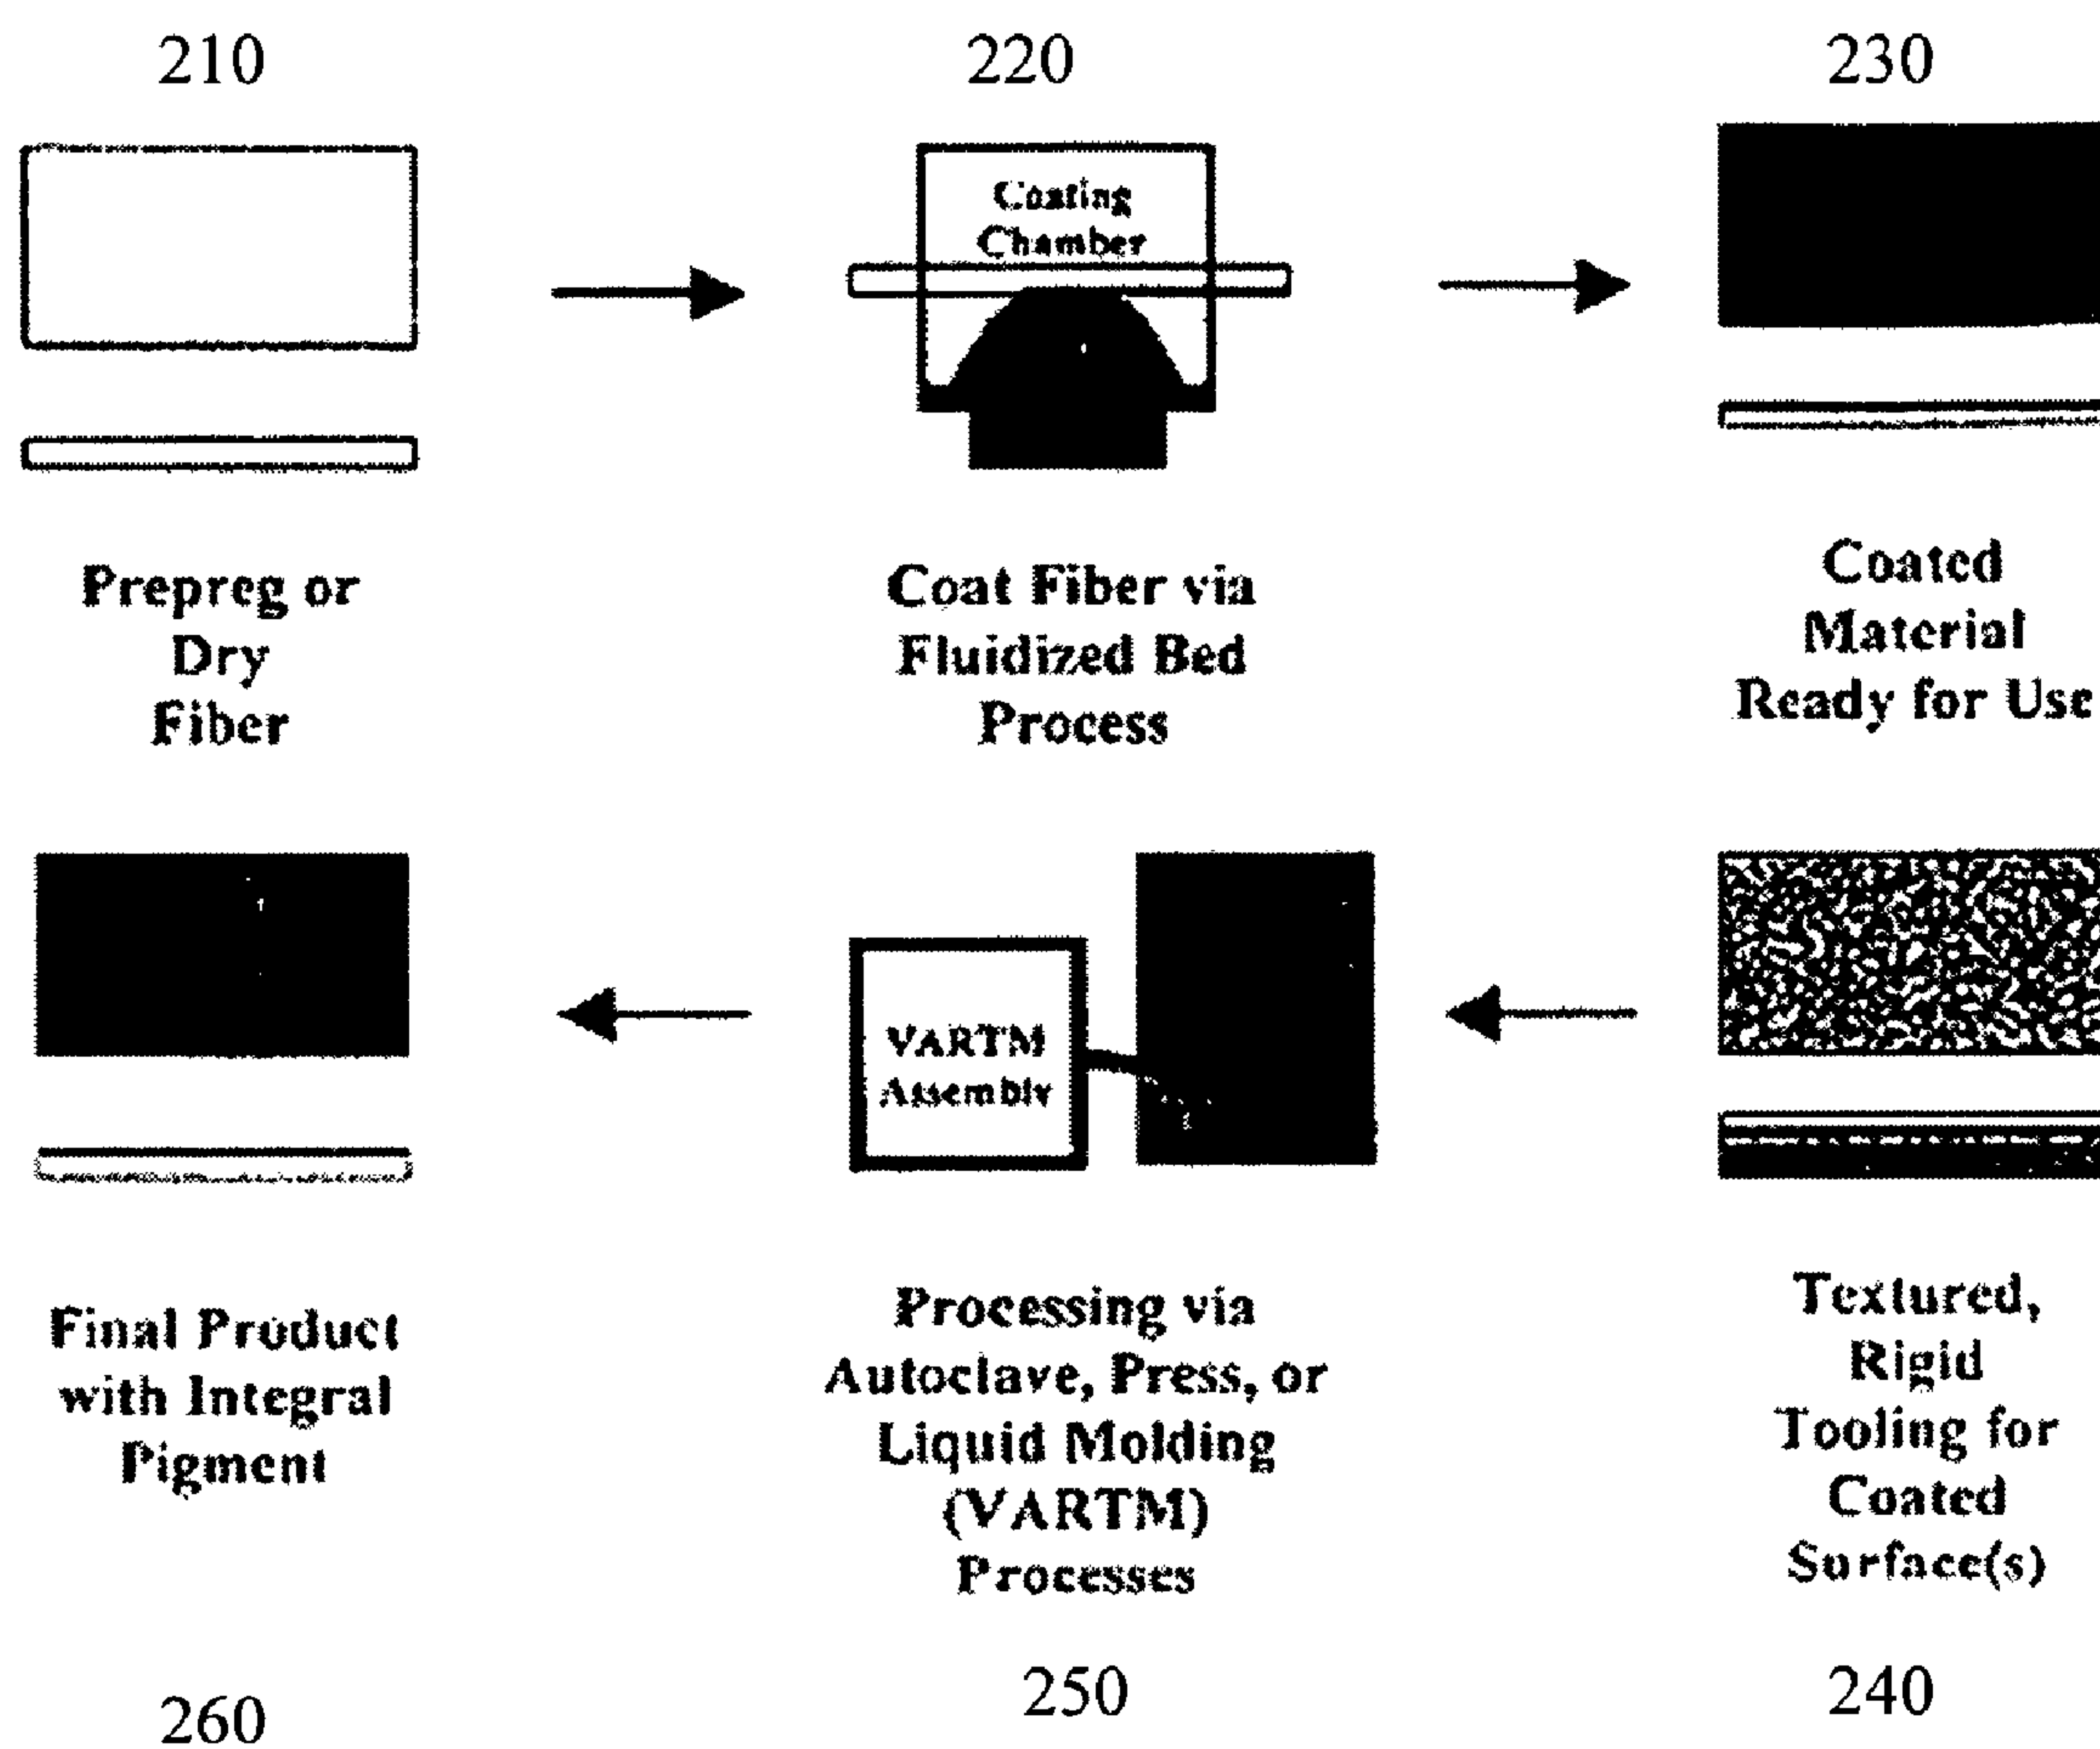 210
220
230
Coating
Chamber
Prepreg or
Dry
Fiber
Coat Fiber via
Fluidized Bed
Process
Coated
Material
Ready for Use
VARTM
Assembly
Final Product
with Integral
Pigment
Processing via
Autoclave, Press, or
Liquid Molding
(VARTM)
Processes
Textured,
Rigid
Tooling for
Coated
Surface(s)
260
250
240